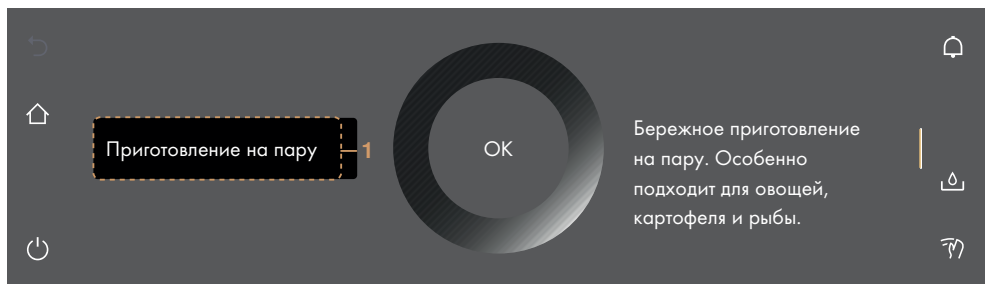 Приготовление на пару
1
OK
Бережное приготовление
на пару. Особенно
подходит для овощей,
картофеля и рыбы.